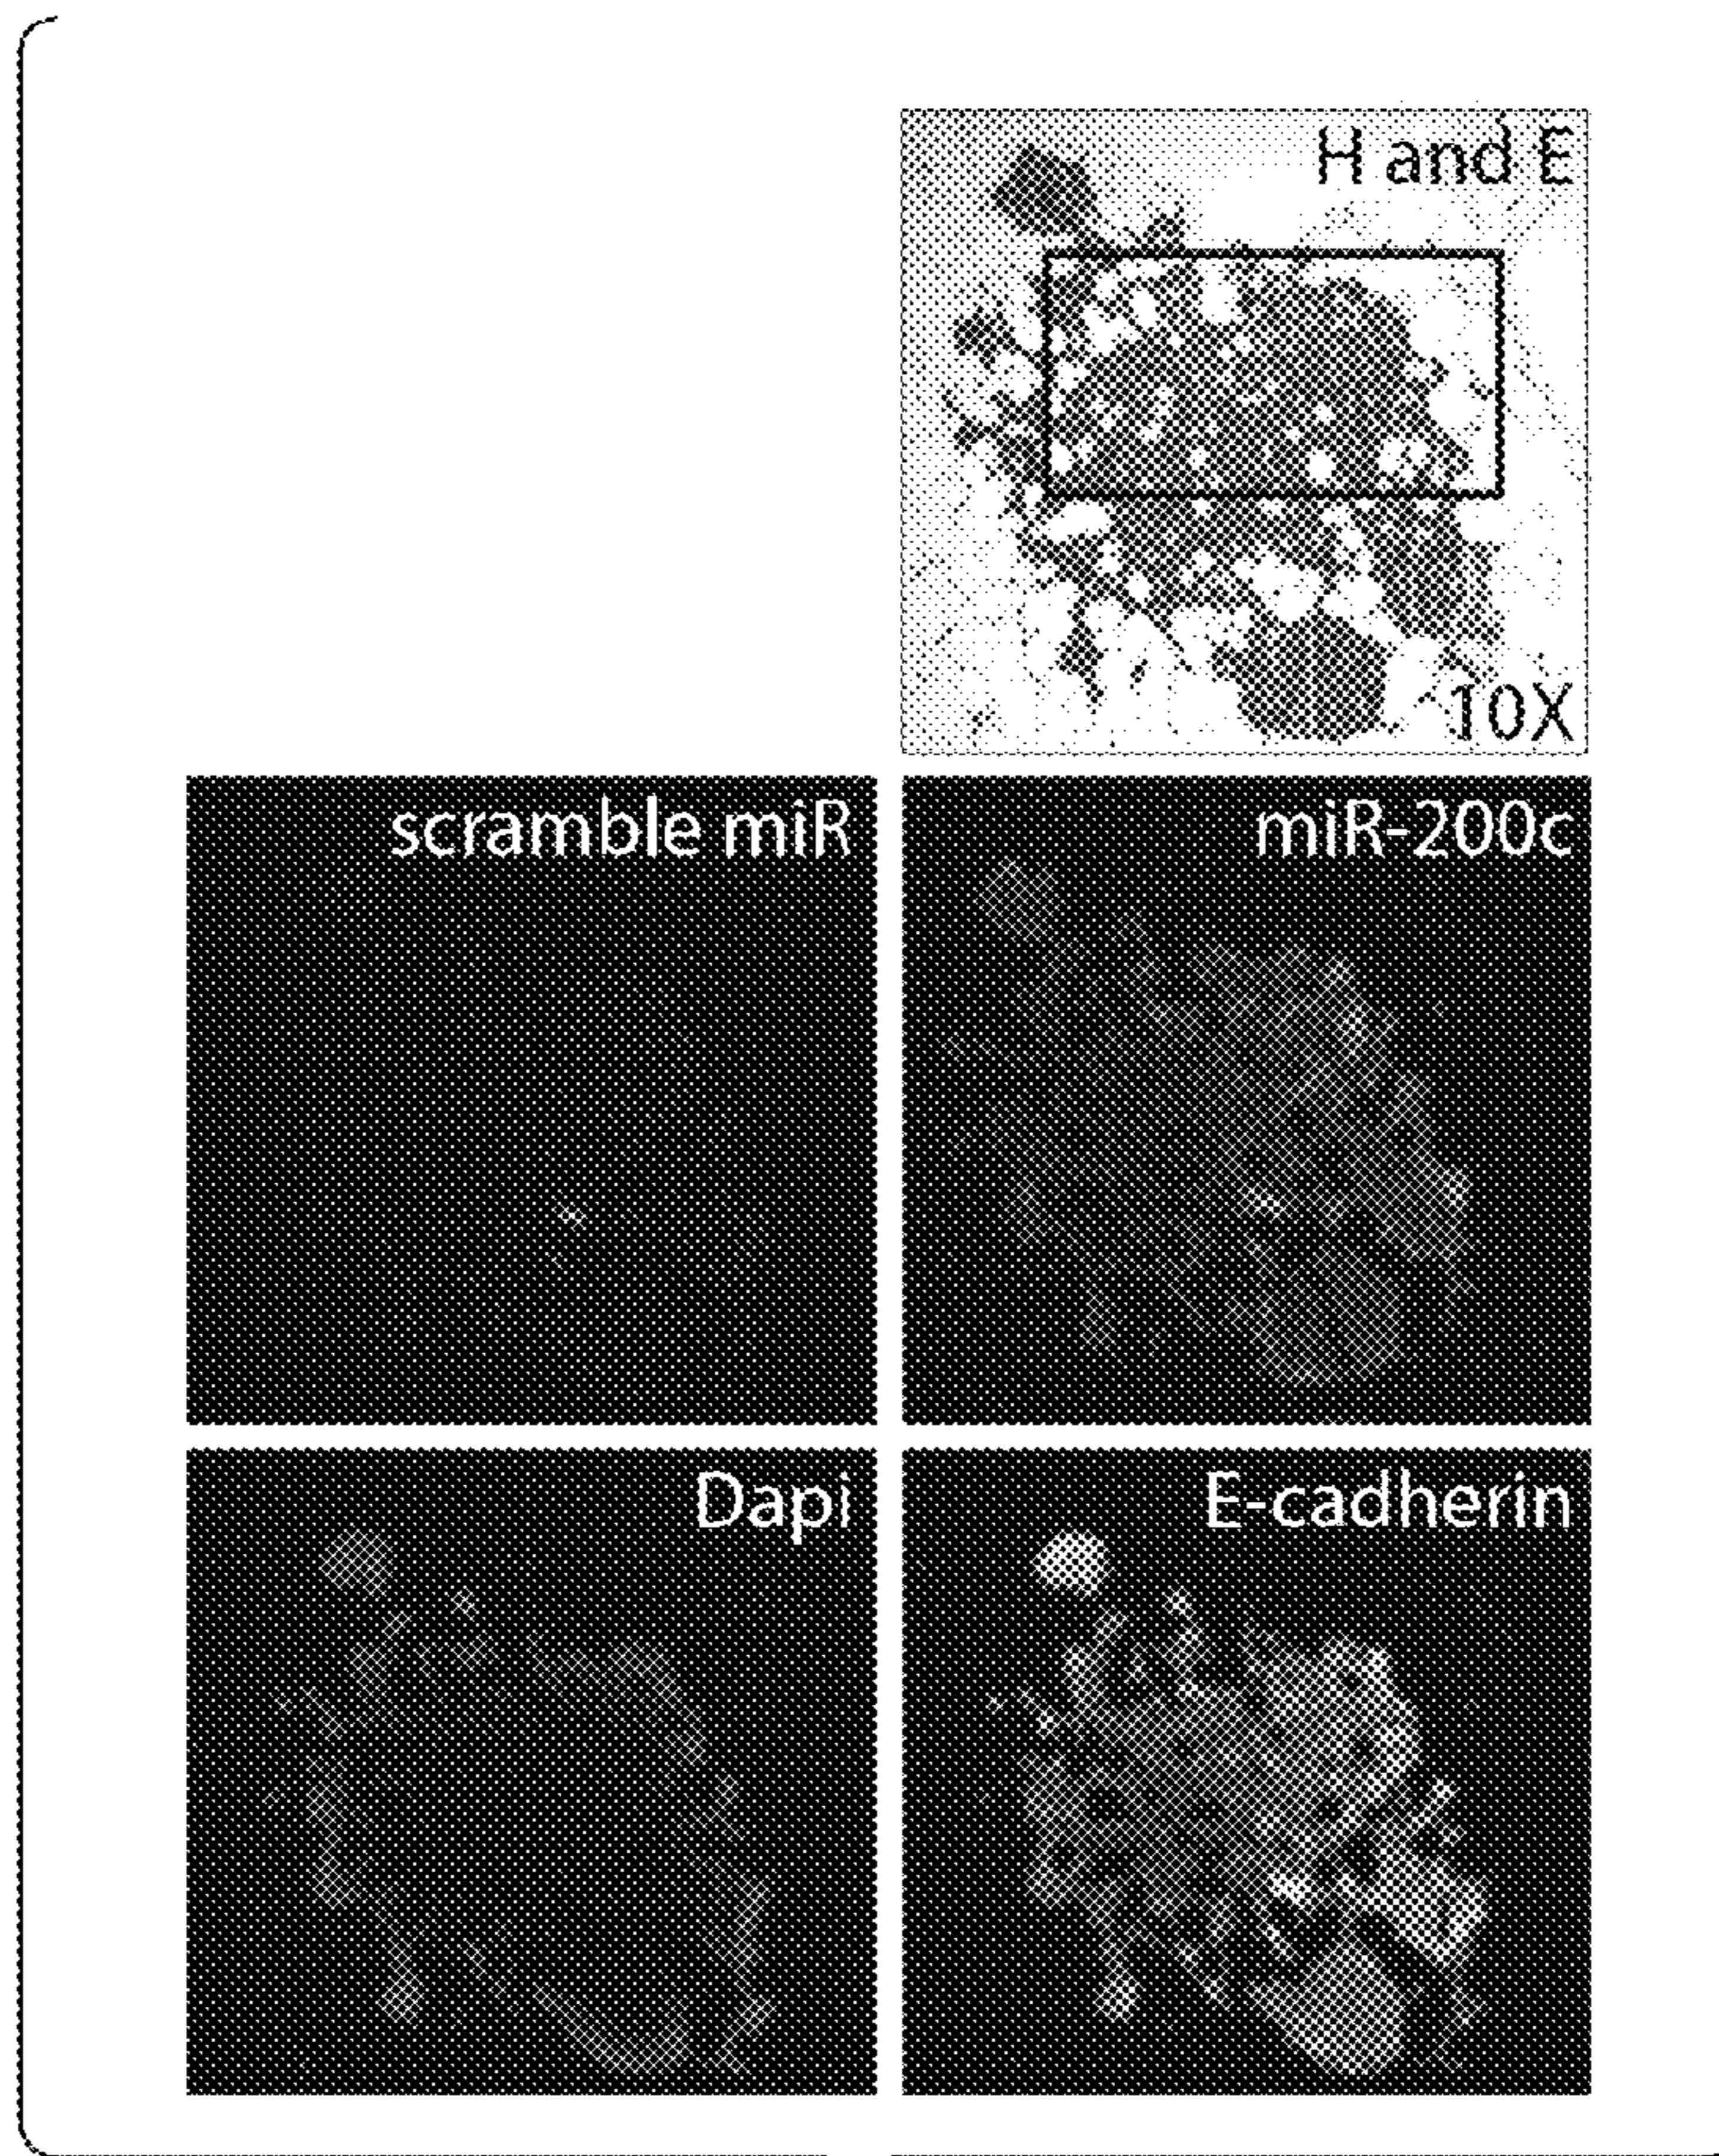 H and E
10X
scramble miR
miR-200c
Dapi
E-cadherin